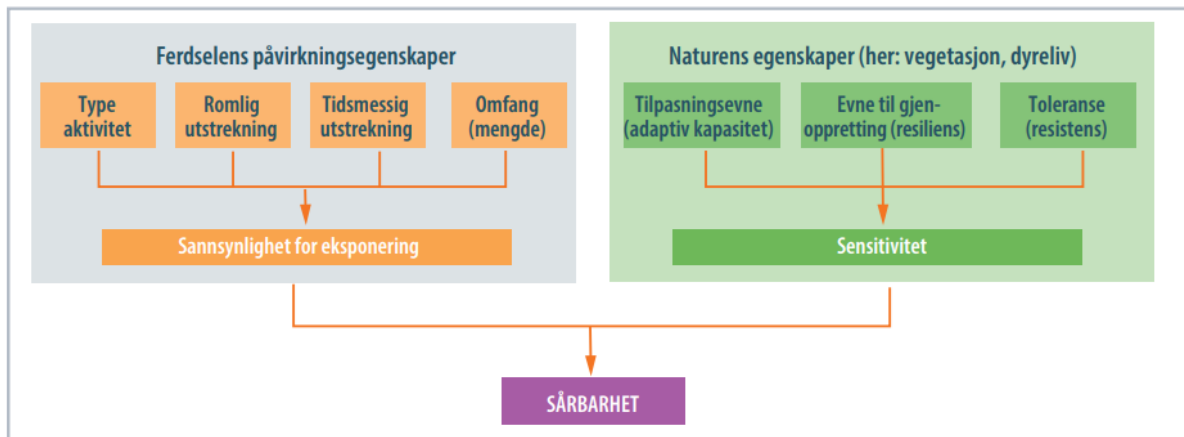 Ferdselens påvirkningsegenskaper
Type
aktivitet
Romlig
utstrekning
Tidsmessig
utstrekning
Omfang
(mengde)
Sannsynlighet for eksponering
Naturens egenskaper (her: vegetasjon, dyreliv)
Tilpasningsevne
(adaptiv kapasitet)
Evne til gjen-
oppretting (resiliens)
Toleranse
(resistens)
Sensitivitet
SÅRBARHET